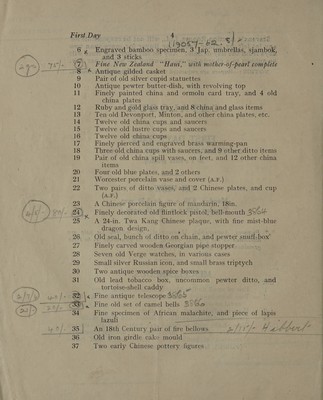 First Day 4
119057-62.
6 Engraved bamboo specimen, 3 Jap. umbrellas, sjambok,
and 3 sticks
7 Fine New Zealand "Haui," with mother-of-pearl complete
75/-
8 Antique gilded casket
9 Pair of old silver cupid statuettes
10 Antique pewter butter-dish, with revolving top
11 Finely painted china and ormolu card tray, and 4 old
china plates
12 Ruby and gold glass tray, and 8 china and glass items
13 Ten old Devonport, Minton, and other china plates, etc.
14 Twelve old china cups and saucers
15 Twelve old lustre cups and saucers
16 Twelve old china cups
17 Finely pierced and engraved brass warming-pan
18 Three old china cups with saucers, and 9 other ditto items
19 Pair of old china spill vases, on feet, and 12 other china
items
20 Four old blue plates, and 2 others
21 Worcester porcelain vase and cover (a.f.)
22 Two pairs of ditto vases, and 2 Chinese plates, and cup
(a.f.)
23 A Chinese porcelain figure of mandarin, 18in.
24 Finely decorated old flintlock pistol, bell-mouth
25 A 24-in. Twa Kang Chinese plaque, with fine mist-blue
dragon design.
26 Old seal, bunch of ditto on chain, and pewter snuff-box
27 Finely carved wooden Georgian pipe stopper
28 Seven old Verge watches, in various cases
29 Small silver Russian icon, and small brass triptych
30 Two antique wooden spice boxes
31 Old lead tobacco box, uncommon pewter ditto, and
tortoise-shell caddy
32 Fine antique telescope
40/-
33 Fine old set of camel bells
34 Fine specimen of African malachite, and piece of lapis
lazuli
35 An 18th Century pair of fire bellows
40/-
36 Old iron girdle cake mould
37 Two early Chinese pottery figures